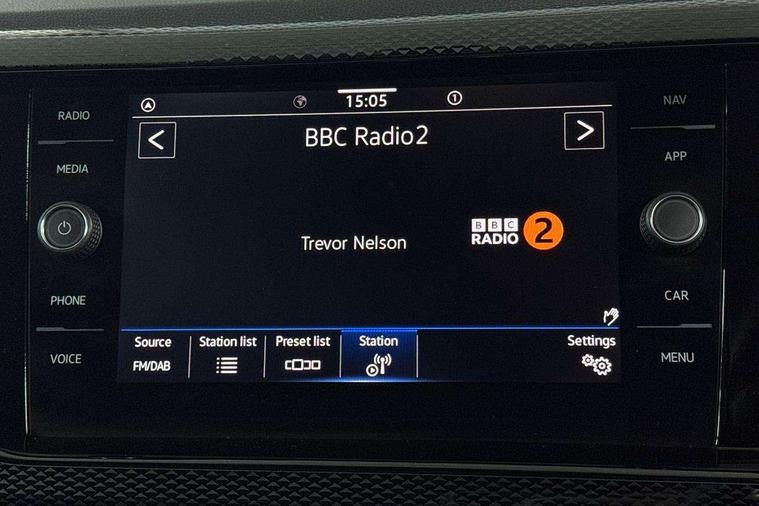 RADIO
MEDIA
PHONE
VOICE
15:05
1
BBC Radio2
Trevor Nelson
BBC
RADIO 2
Source
FM/DAB
Station list
Preset list
Station
Settings
NAV
APP
CAR
MENU